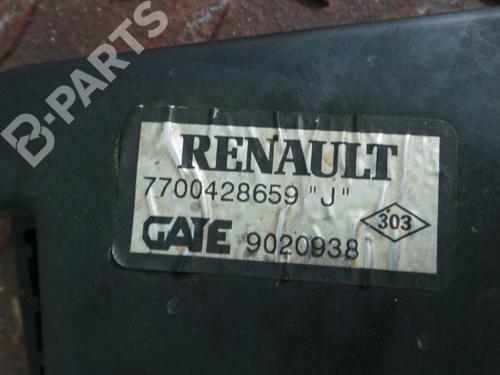 B-PARTS
RENAULT
7700428659 "J"
303
GATE 9020938